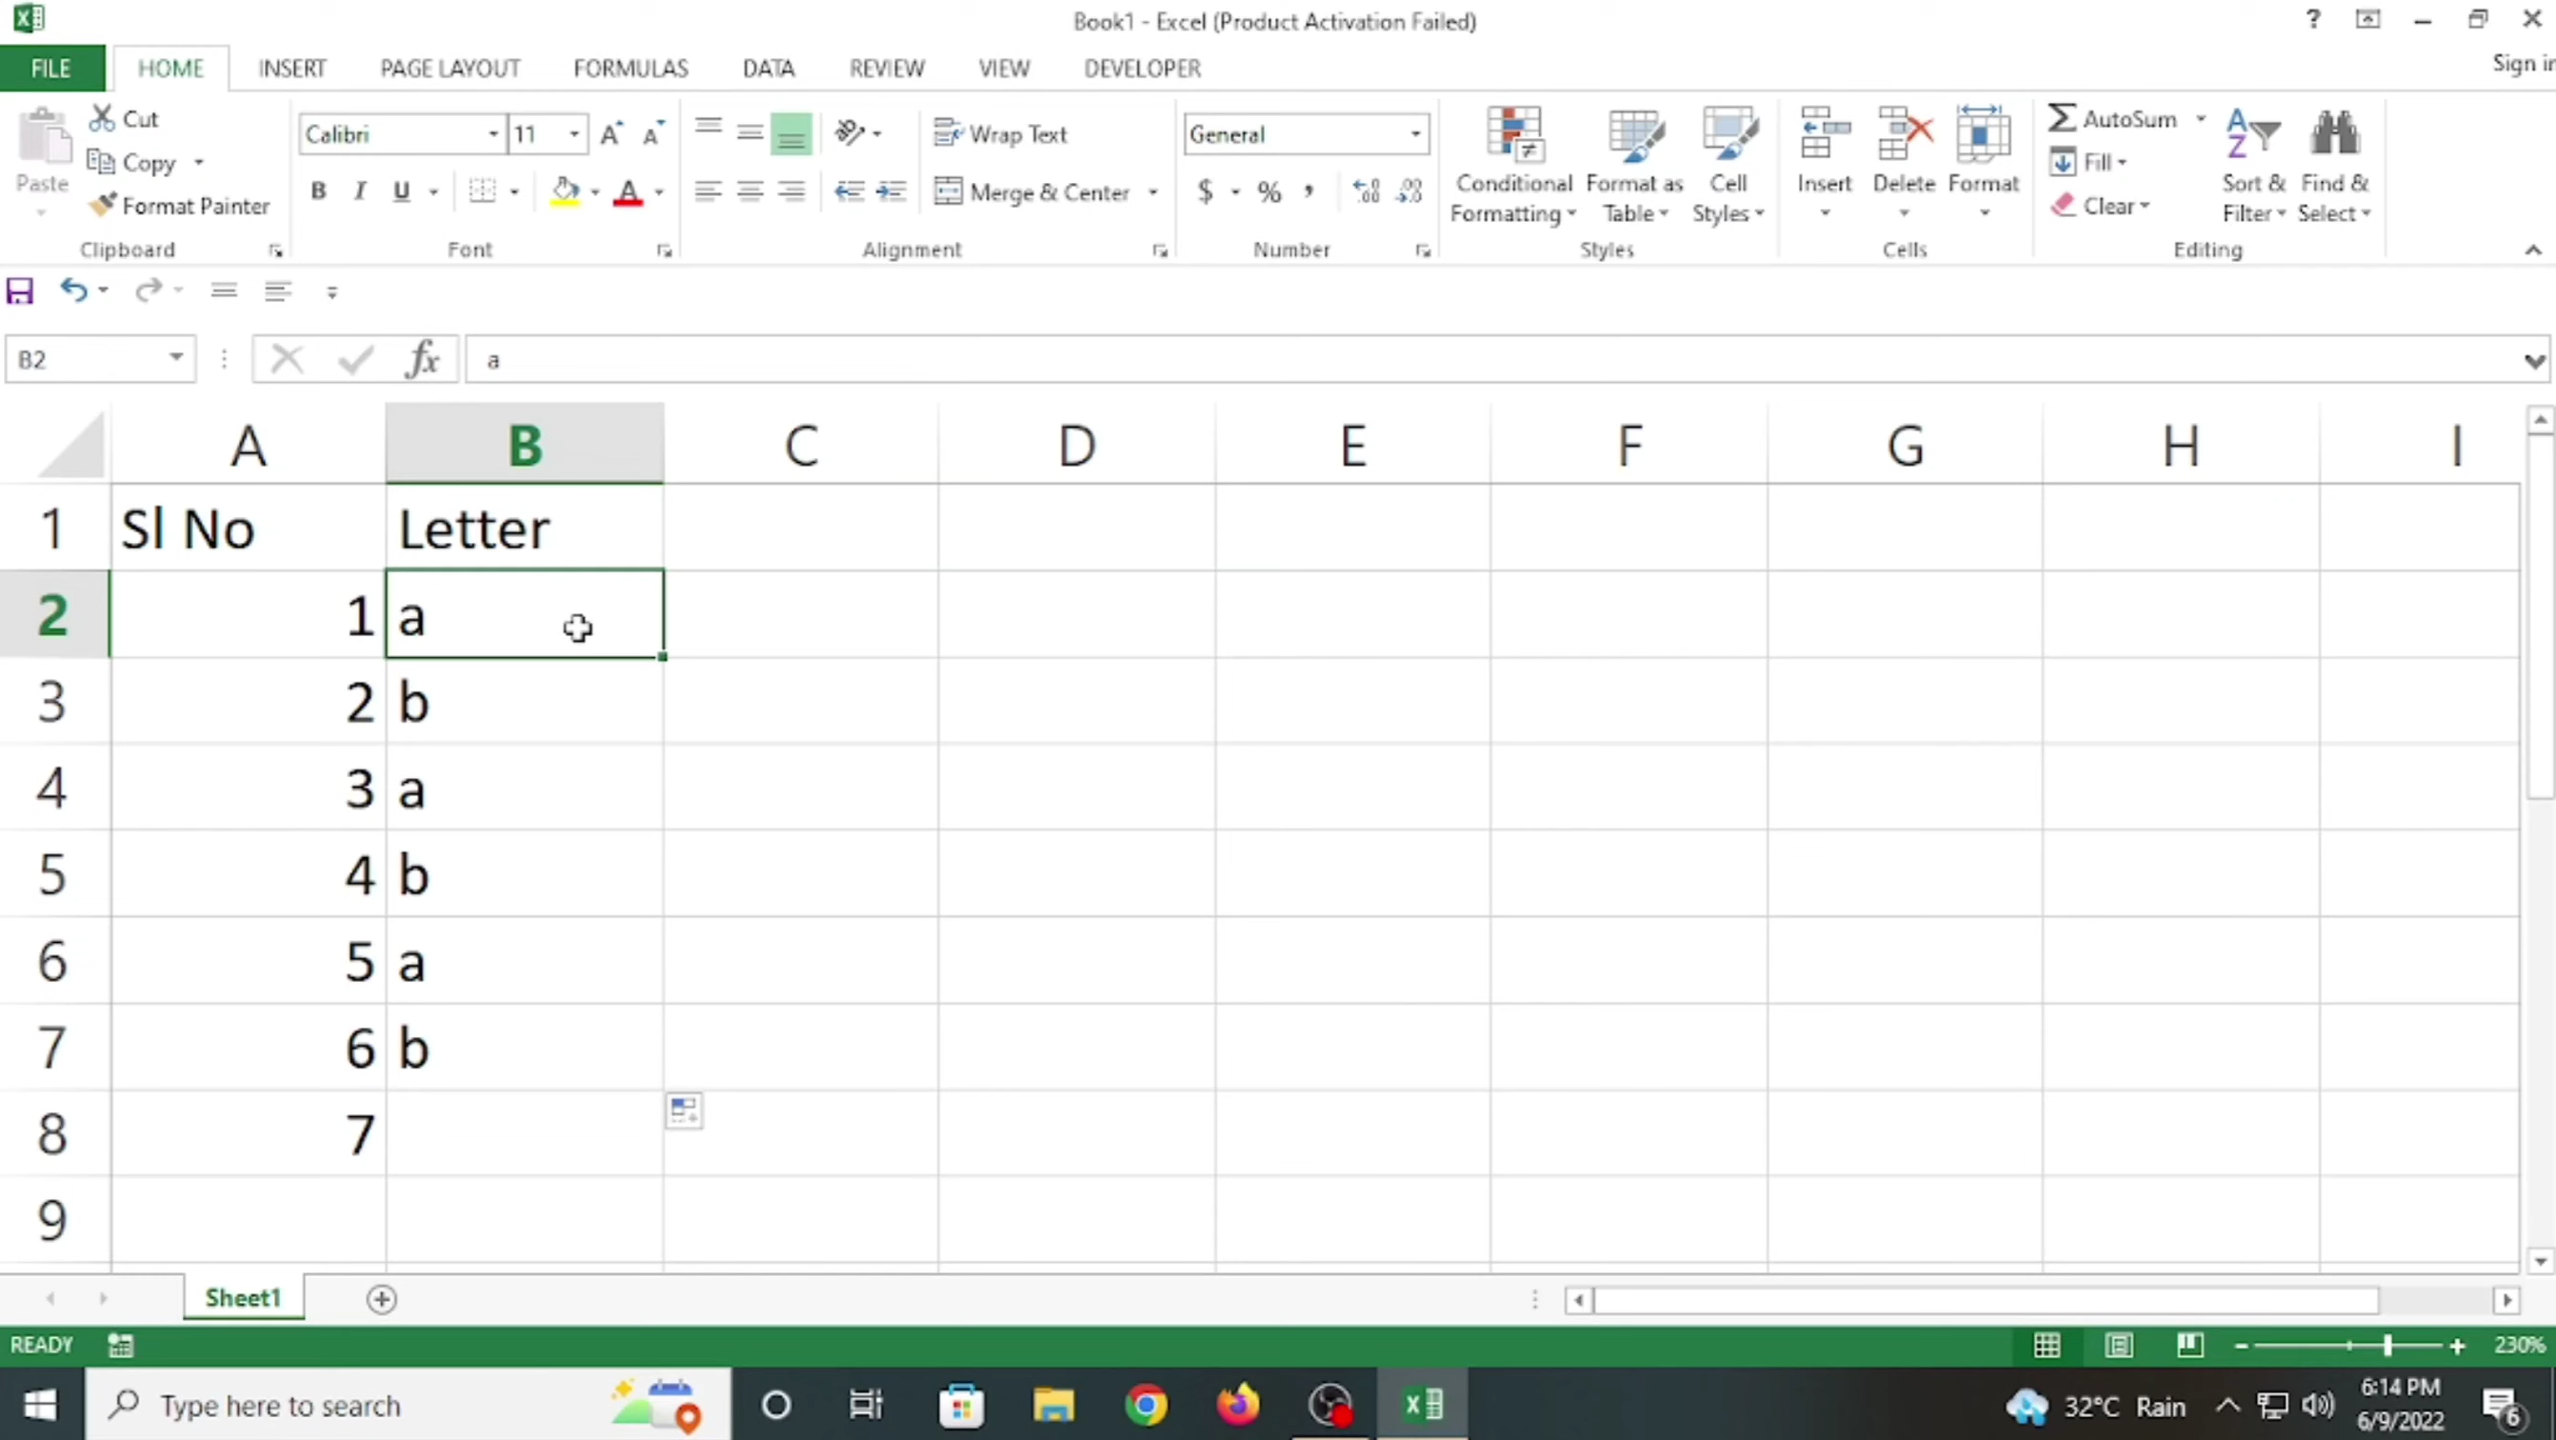 Book1 - Excel (Product Activation Failed)
?
FILE HOME INSERT PAGE LAYOUT FORMULAS DATA REVIEW VIEW DEVELOPER
Sign in
Paste
Cut
Copy
Format Painter
Clipboard
Calibri 11
B I U
Font
Wrap Text
Merge & Center
Alignment
General
$ % ,
Number
Conditional Formatting
Format as Table
Cell Styles
Styles
Insert
Delete
Format
Cells
AutoSum
Fill
Clear
Sort & Filter
Find & Select
Editing
B2 fx a
A B C D E F G H I
1 Sl No Letter
2 1 a
3 2 b
4 3 a
5 4 b
6 5 a
7 6 b
8 7
9
Sheet1
READY
230%
Type here to search
32°C Rain
6:14 PM
6/9/2022
6